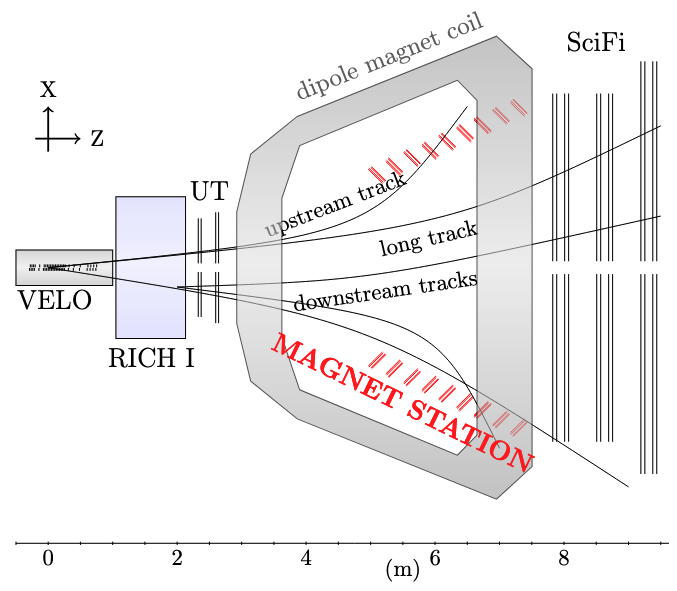 SciFi
dipole magnet coil
X
Z
UT
upstream track
long track
VELO
downstream tracks
RICH I
MAGNET STATION
0 2 4 6 8
(m)